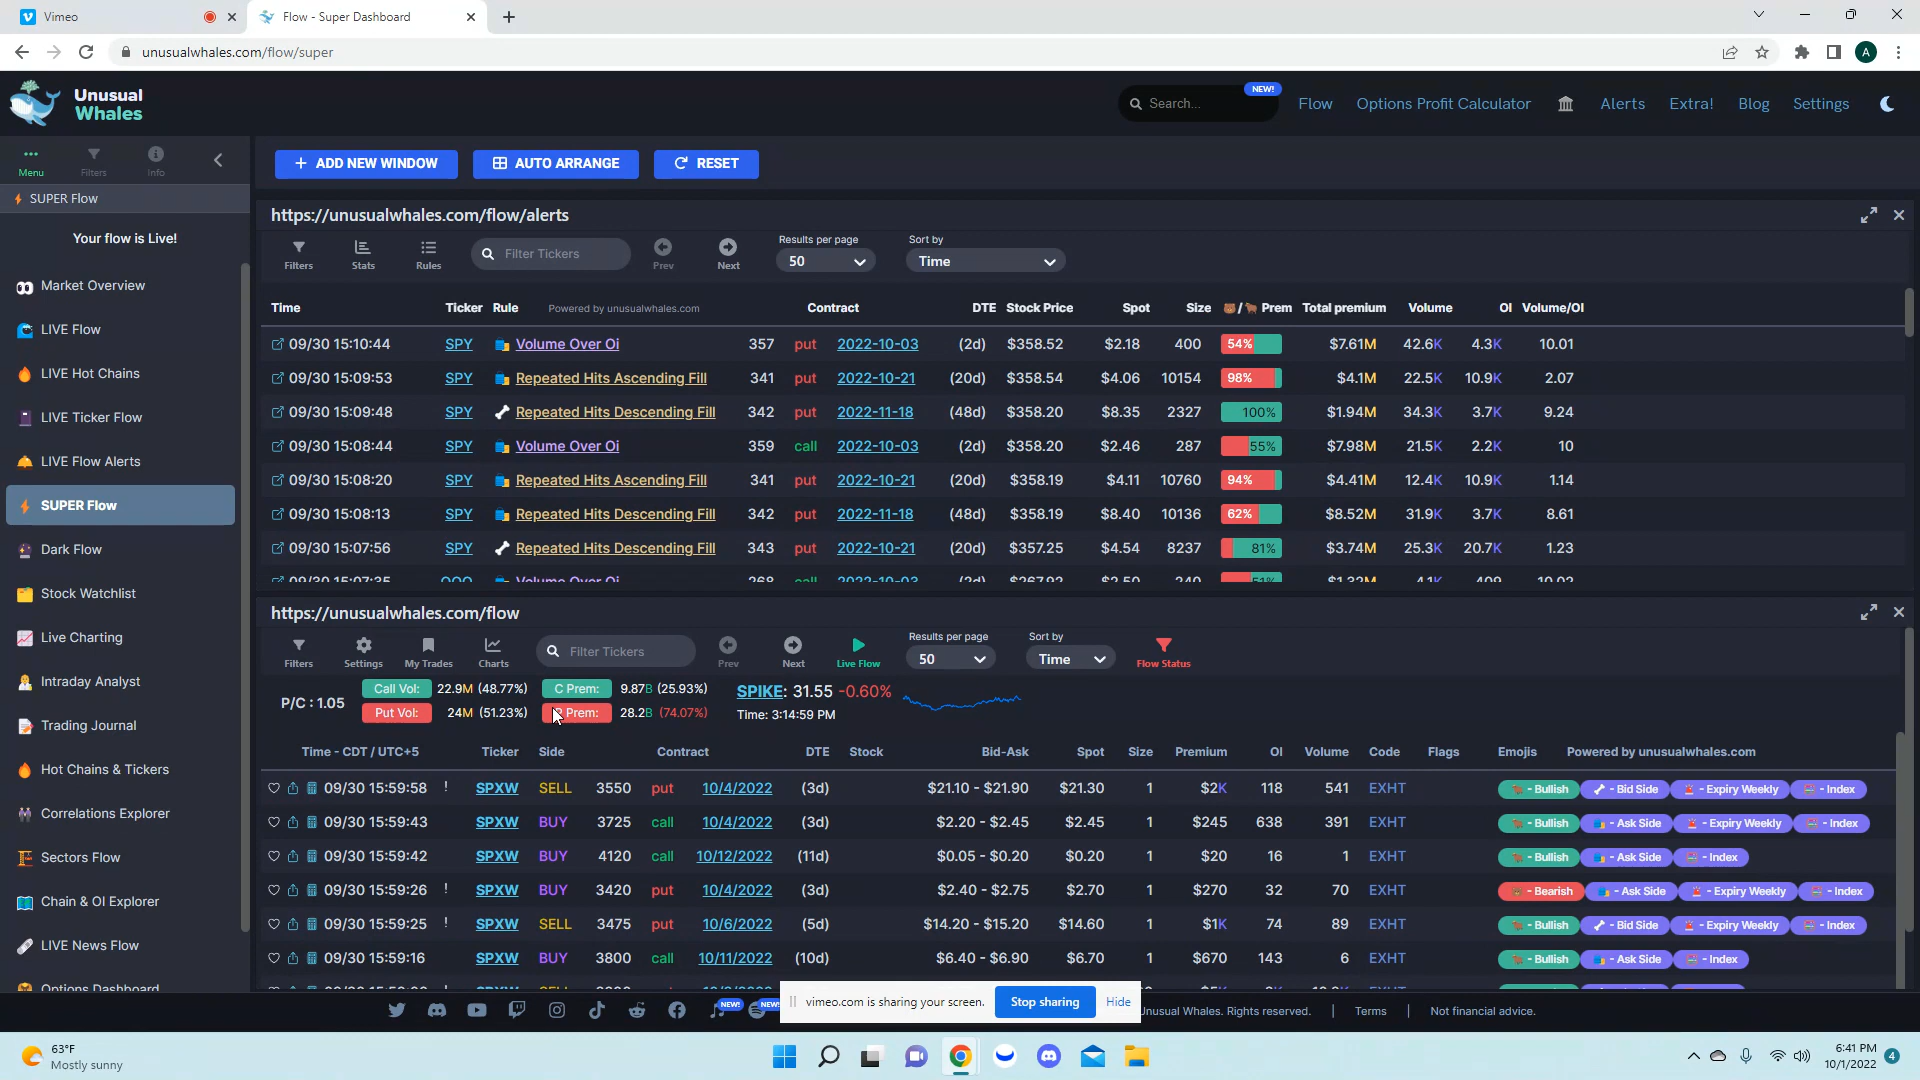 Vimeo
Flow - Super Dashboard
unusualwhales.com/flow/super
A
Unusual
Whales
Search...
NEW!
Flow
Options Profit Calculator
Alerts
Extra!
Blog
Settings
Menu
Filters
Info
+ ADD NEW WINDOW
AUTO ARRANGE
RESET
SUPER Flow
Your flow is Live!
Market Overview
LIVE Flow
LIVE Hot Chains
LIVE Ticker Flow
LIVE Flow Alerts
SUPER Flow
Dark Flow
Stock Watchlist
Live Charting
Intraday Analyst
Trading Journal
Hot Chains & Tickers
Correlations Explorer
Sectors Flow
Chain & OI Explorer
LIVE News Flow
Options Dashboard
https://unusualwhales.com/flow/alerts
Filters
Stats
Rules
Filter Tickers
Prev
Next
Results per page
50
Sort by
Time
Time Ticker Rule Powered by unusualwhales.com Contract DTE Stock Price Spot Size / Prem Total premium Volume OI Volume/OI
09/30 15:10:44 SPY Volume Over Oi 357 put 2022-10-03 (2d) $358.52 $2.18 400 54% $7.61M 42.6K 4.3K 10.01
09/30 15:09:53 SPY Repeated Hits Ascending Fill 341 put 2022-10-21 (20d) $358.54 $4.06 10154 98% $4.1M 22.5K 10.9K 2.07
09/30 15:09:48 SPY Repeated Hits Descending Fill 342 put 2022-11-18 (48d) $358.20 $8.35 2327 100% $1.94M 34.3K 3.7K 9.24
09/30 15:08:44 SPY Volume Over Oi 359 call 2022-10-03 (2d) $358.20 $2.46 287 55% $7.98M 21.5K 2.2K 10
09/30 15:08:20 SPY Repeated Hits Ascending Fill 341 put 2022-10-21 (20d) $358.19 $4.11 10760 94% $4.41M 12.4K 10.9K 1.14
09/30 15:08:13 SPY Repeated Hits Descending Fill 342 put 2022-11-18 (48d) $358.19 $8.40 10136 62% $8.52M 31.9K 3.7K 8.61
09/30 15:07:56 SPY Repeated Hits Descending Fill 343 put 2022-10-21 (20d) $357.25 $4.54 8237 81% $3.74M 25.3K 20.7K 1.23
09/30 15:07:35 QQQ Volume Over Oi 268 call 2022-10-03 (2d) $267.92 $2.50 240 51% $1.32M 4.1K 409 10.02
https://unusualwhales.com/flow
Filters
Settings
My Trades
Charts
Filter Tickers
Prev
Next
Live Flow
Results per page
50
Sort by
Time
Flow Status
P/C : 1.05
Call Vol: 22.9M (48.77%)
Put Vol: 24M (51.23%)
C Prem: 9.87B (25.93%)
Prem: 28.2B (74.07%)
SPIKE: 31.55 -0.60%
Time: 3:14:59 PM
Time - CDT / UTC+5 Ticker Side Contract DTE Stock Bid-Ask Spot Size Premium OI Volume Code Flags Emojis Powered by unusualwhales.com
09/30 15:59:58 ! SPXW SELL 3550 put 10/4/2022 (3d) $21.10 - $21.90 $21.30 1 $2K 118 541 EXHT - Bullish - Bid Side - Expiry Weekly - Index
09/30 15:59:43 SPXW BUY 3725 call 10/4/2022 (3d) $2.20 - $2.45 $2.45 1 $245 638 391 EXHT - Bullish - Ask Side - Expiry Weekly - Index
09/30 15:59:42 SPXW BUY 4120 call 10/12/2022 (11d) $0.05 - $0.20 $0.20 1 $20 16 1 EXHT - Bullish - Ask Side - Index
09/30 15:59:26 ! SPXW BUY 3420 put 10/4/2022 (3d) $2.40 - $2.75 $2.70 1 $270 32 70 EXHT - Bearish - Ask Side - Expiry Weekly - Index
09/30 15:59:25 ! SPXW SELL 3475 put 10/6/2022 (5d) $14.20 - $15.20 $14.60 1 $1K 74 89 EXHT - Bullish - Bid Side - Expiry Weekly - Index
09/30 15:59:16 SPXW BUY 3800 call 10/11/2022 (10d) $6.40 - $6.90 $6.70 1 $670 143 6 EXHT - Bullish - Ask Side - Index
NEW!
NEW!
vimeo.com is sharing your screen.
Stop sharing
Hide
Unusual Whales. Rights reserved. | Terms | Not financial advice.
63°F
Mostly sunny
6:41 PM
10/1/2022
4